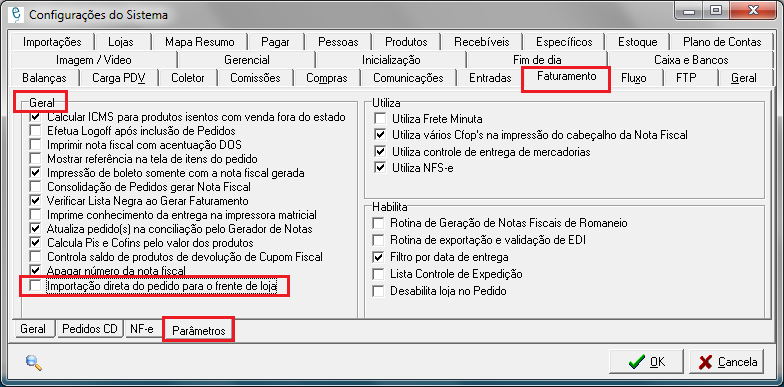 Configurações do Sistema
Importações Lojas Mapa Resumo Pagar Pessoas Produtos Recebíveis Específicos Estoque Plano de Contas
Imagem / Video Gerencial Inicialização Fim de dia Caixa e Bancos
Balanças Carga PDV Coletor Comissões Compras Comunicações Entradas Faturamento Fluxo FTP Geral
Geral
Calcular ICMS para produtos isentos com venda fora do estado
Efetua Logoff após inclusão de Pedidos
Imprimir nota fiscal com acentuação DOS
Mostrar referência na tela de itens do pedido
Impressão de boleto somente com a nota fiscal gerada
Consolidação de Pedidos gerar Nota Fiscal
Verificar Lista Negra ao Gerar Faturamento
Imprime conhecimento da entrega na impressora matricial
Atualiza pedido(s) na conciliação pelo Gerador de Notas
Calcula Pis e Cofins pelo valor dos produtos
Controla saldo de produtos de devolução de Cupom Fiscal
Apagar número da nota fiscal
Importação direta do pedido para o frente de loja
Utiliza
Utiliza Frete Minuta
Utiliza vários Cfop's na impressão do cabeçalho da Nota Fiscal
Utiliza controle de entrega de mercadorias
Utiliza NFS-e
Habilita
Rotina de Geração de Notas Fiscais de Romaneio
Rotina de exportação e validação de EDI
Filtro por data de entrega
Lista Controle de Expedição
Desabilita loja no Pedido
Geral Pedidos CD NF-e Parâmetros
OK Cancela